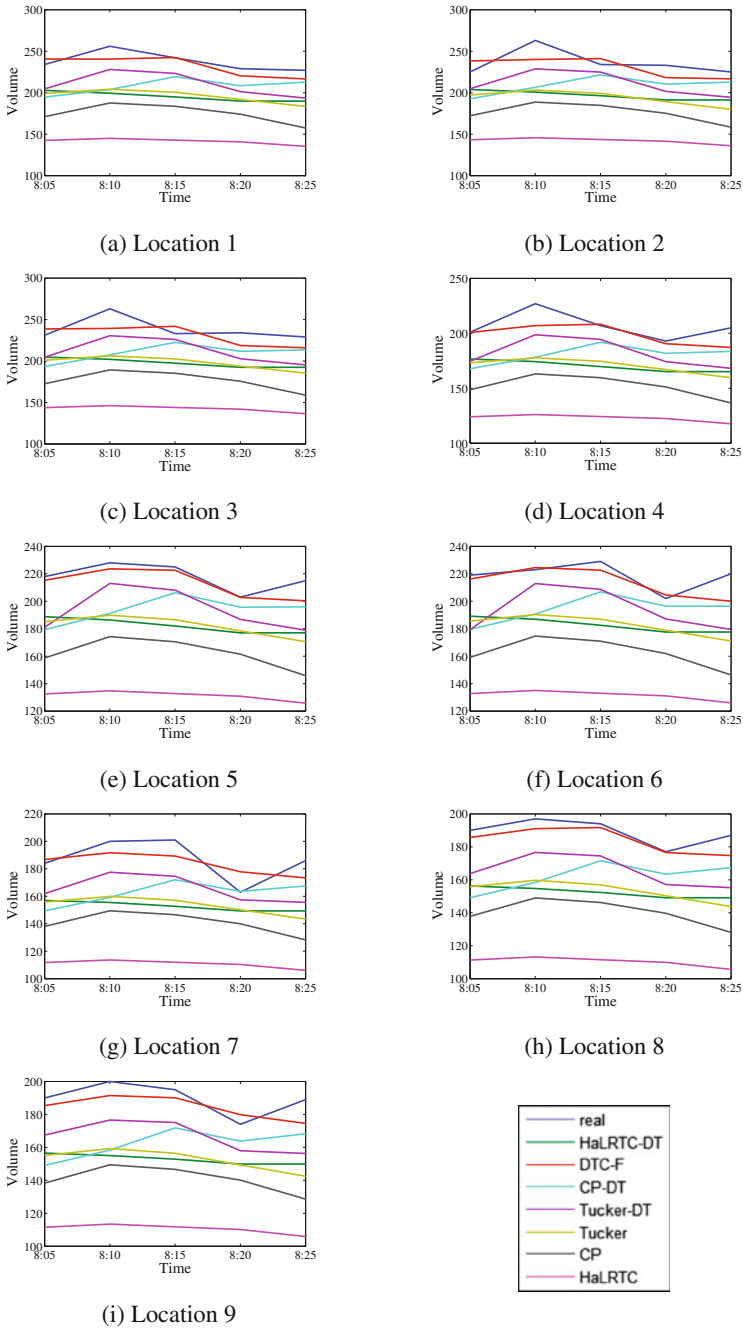 300
250
200
150
100
Volume
8:05 8:10 8:15 8:20 8:25
Time
(a) Location 1
300
250
200
150
100
Volume
8:05 8:10 8:15 8:20 8:25
Time
(b) Location 2
300
250
200
150
100
Volume
8:05 8:10 8:15 8:20 8:25
Time
(c) Location 3
250
200
150
100
Volume
8:05 8:10 8:15 8:20 8:25
Time
(d) Location 4
240
220
200
180
160
140
120
Volume
8:05 8:10 8:15 8:20 8:25
Time
(e) Location 5
240
220
200
180
160
140
120
Volume
8:05 8:10 8:15 8:20 8:25
Time
(f) Location 6
220
200
180
160
140
120
100
Volume
8:05 8:10 8:15 8:20 8:25
Time
(g) Location 7
200
180
160
140
120
100
Volume
8:05 8:10 8:15 8:20 8:25
Time
(h) Location 8
200
180
160
140
120
100
Volume
8:05 8:10 8:15 8:20 8:25
Time
(i) Location 9
real
HaLRTC-DT
DTC-F
CP-DT
Tucker-DT
Tucker
CP
HaLRTC